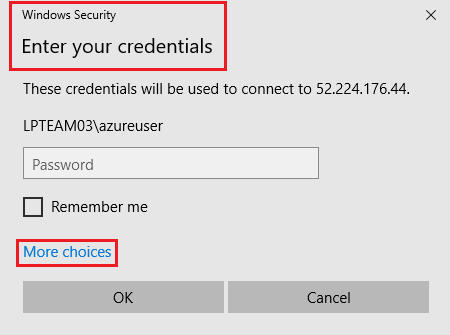 Windows Security
Enter your credentials
These credentials will be used to connect to 52.224.176.44.
LPTEAM03\azureuser
Password
Remember me
More choices
OK
Cancel